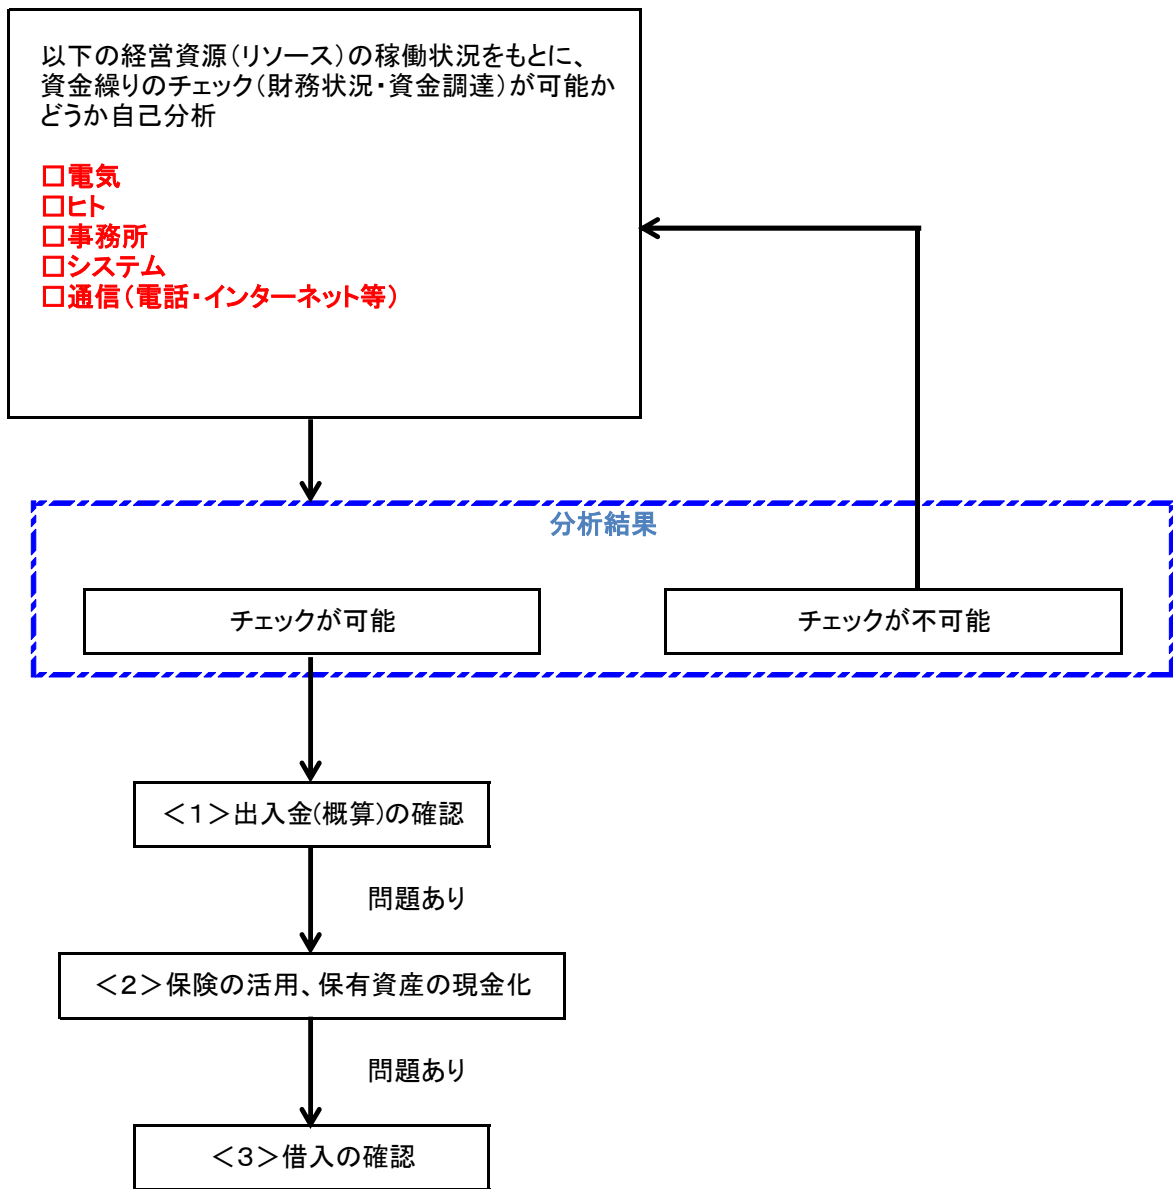 以下の経営資源(リソース)の稼働状況をもとに、
資金繰りのチェック(財務状況・資金調達)が可能か
どうか自己分析
□電気
□ヒト
□事務所
□システム
□通信(電話・インターネット等)
分析結果
チェックが可能
チェックが不可能
<1>出入金(概算)の確認
問題あり
<2>保険の活用、保有資産の現金化
問題あり
<3>借入の確認